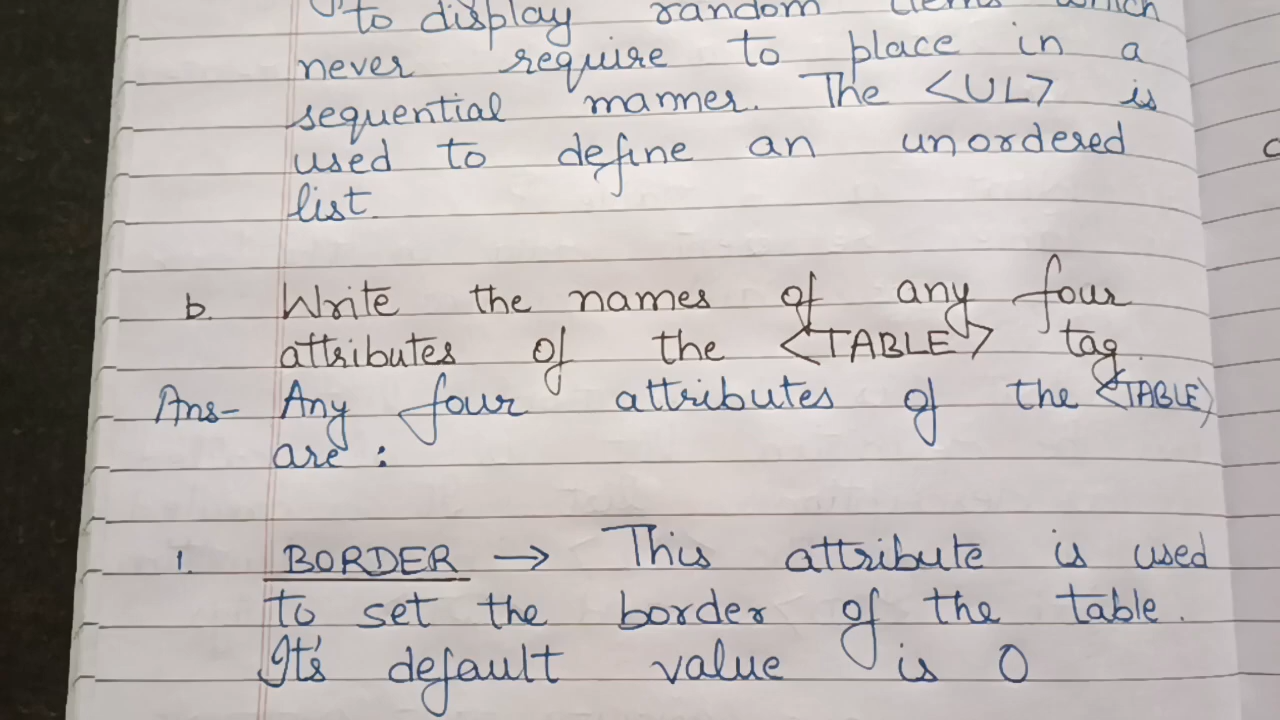 to display random items which
never require to place in a
sequential manner. The <UL> is
used to define an unordered
list.
b. Write the names of any four
attributes of the <TABLE> tag.
Ans- Any four attributes of the <TABLE>
are :
1. BORDER → This attribute is used
to set the border of the table.
It's default value is 0